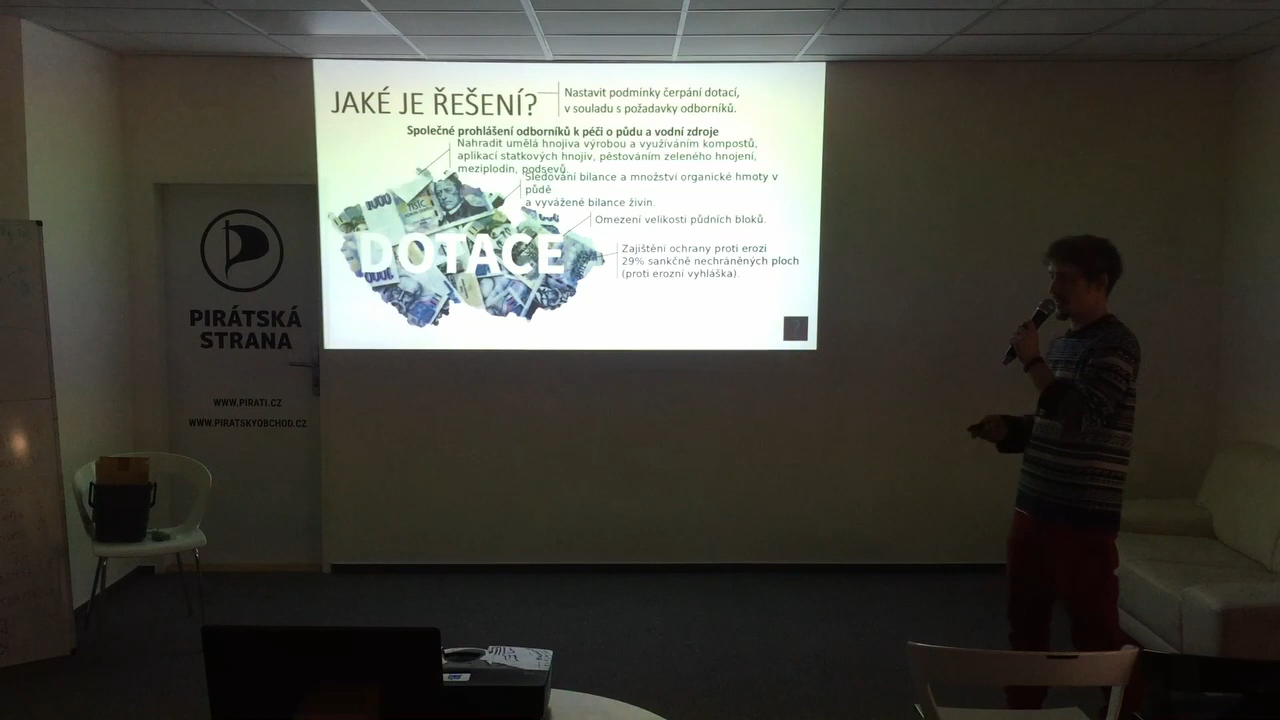 JAKÉ JE ŘEŠENÍ?
Nastavit podmínky čerpání dotací,
v souladu s požadavky odborníků.
Společné prohlášení odborníků k péči o půdu a vodní zdroje
Nahradit umělá hnojiva výrobou a využíváním kompostů,
aplikací statkových hnojiv, pěstováním zeleného hnojení,
meziplodin, podsevů.
Sledování bilance a množství organické hmoty v
půdě
a vyvážené bilance živin.
Omezení velikosti půdních bloků.
Zajištění ochrany proti erozi
29% sankčně nechráněných ploch
(proti erozní vyhláška).
DOTACE
PIRÁTSKÁ
STRANA
WWW.PIRATI.CZ
WWW.PIRATSKYOBCHOD.CZ